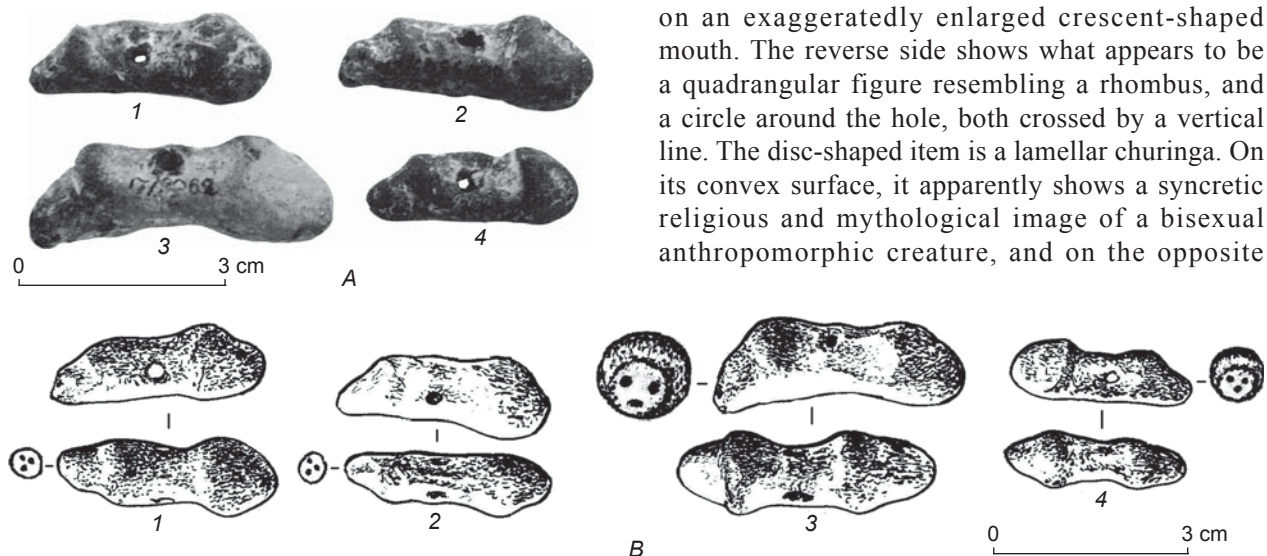 on an exaggeratedly enlarged crescent-shaped
mouth. The reverse side shows what appears to be
a quadrangular figure resembling a rhombus, and
a circle around the hole, both crossed by a vertical
line. The disc-shaped item is a lamellar churinga. On
its convex surface, it apparently shows a syncretic
religious and mythological image of a bisexual
anthropomorphic creature, and on the opposite
1
2
3
4
0 3 cm
A
1
2
3
4
B
0 3 cm